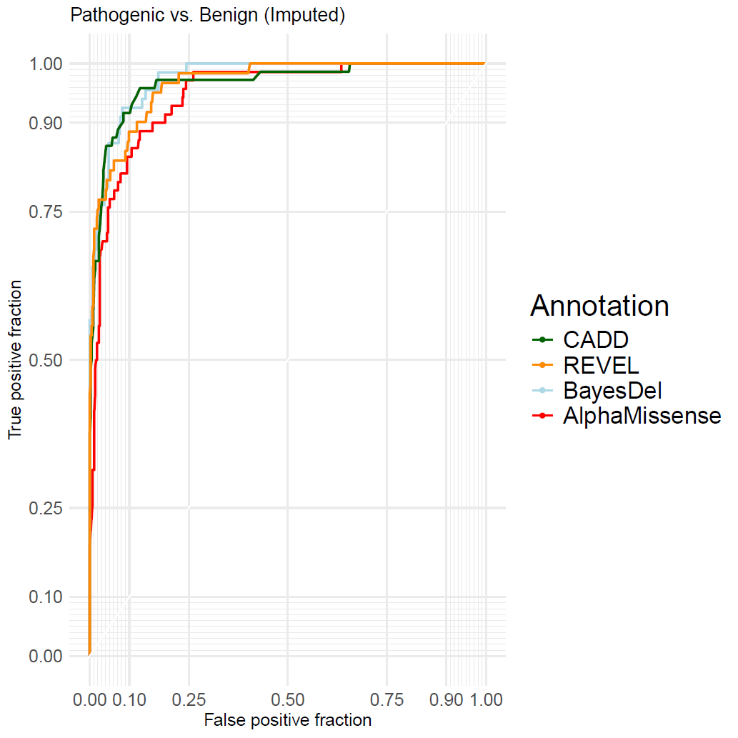 Pathogenic vs. Benign (Imputed)
1.00
0.90
0.75
0.50
0.25
0.10
0.00
True positive fraction
0.00 0.10 0.25 0.50 0.75 0.90 1.00
False positive fraction
Annotation
CADD
REVEL
BayesDel
AlphaMissense